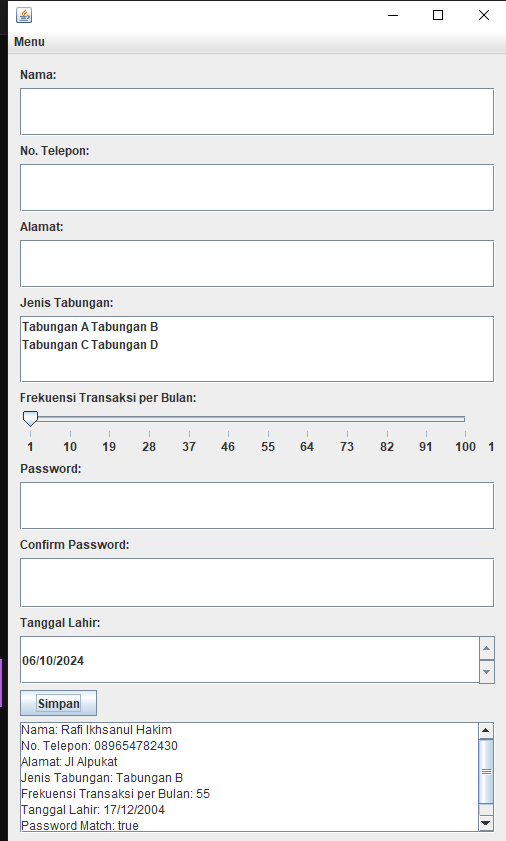 Menu
Nama:
No. Telepon:
Alamat:
Jenis Tabungan:
Tabungan A Tabungan B
Tabungan C Tabungan D
Frekuensi Transaksi per Bulan:
1 10 19 28 37 46 55 64 73 82 91 100 1
Password:
Confirm Password:
Tanggal Lahir:
06/10/2024
Simpan
Nama: Rafi Ikhsanul Hakim
No. Telepon: 089654782430
Alamat: Jl Alpukat
Jenis Tabungan: Tabungan B
Frekuensi Transaksi per Bulan: 55
Tanggal Lahir: 17/12/2004
Password Match: true